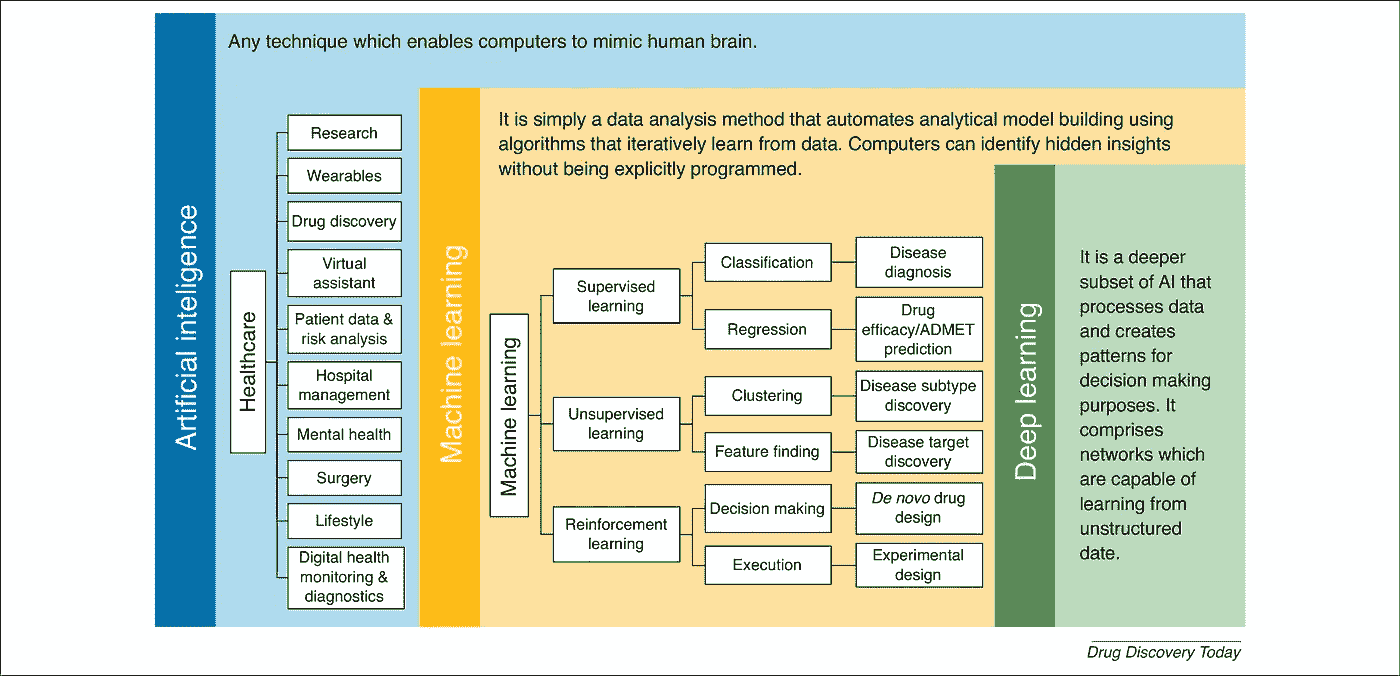 Artificial inteligence
Any technique which enables computers to mimic human brain.
Healthcare
Research
Wearables
Drug discovery
Virtual
assistant
Patient data &
risk analysis
Hospital
management
Mental health
Surgery
Lifestyle
Digital health
monitoring &
diagnostics
Machine learning
It is simply a data analysis method that automates analytical model building using
algorithms that iteratively learn from data. Computers can identify hidden insights
without being explicitly programmed.
Machine learning
Supervised
learning
Classification
Disease
diagnosis
Regression
Drug
efficacy/ADMET
prediction
Unsupervised
learning
Clustering
Disease subtype
discovery
Feature finding
Disease target
discovery
Reinforcement
learning
Decision making
De novo drug
design
Execution
Experimental
design
Deep learning
It is a deeper
subset of AI that
processes data
and creates
patterns for
decision making
purposes. It
comprises
networks which
are capable of
learning from
unstructured
date.
Drug Discovery Today